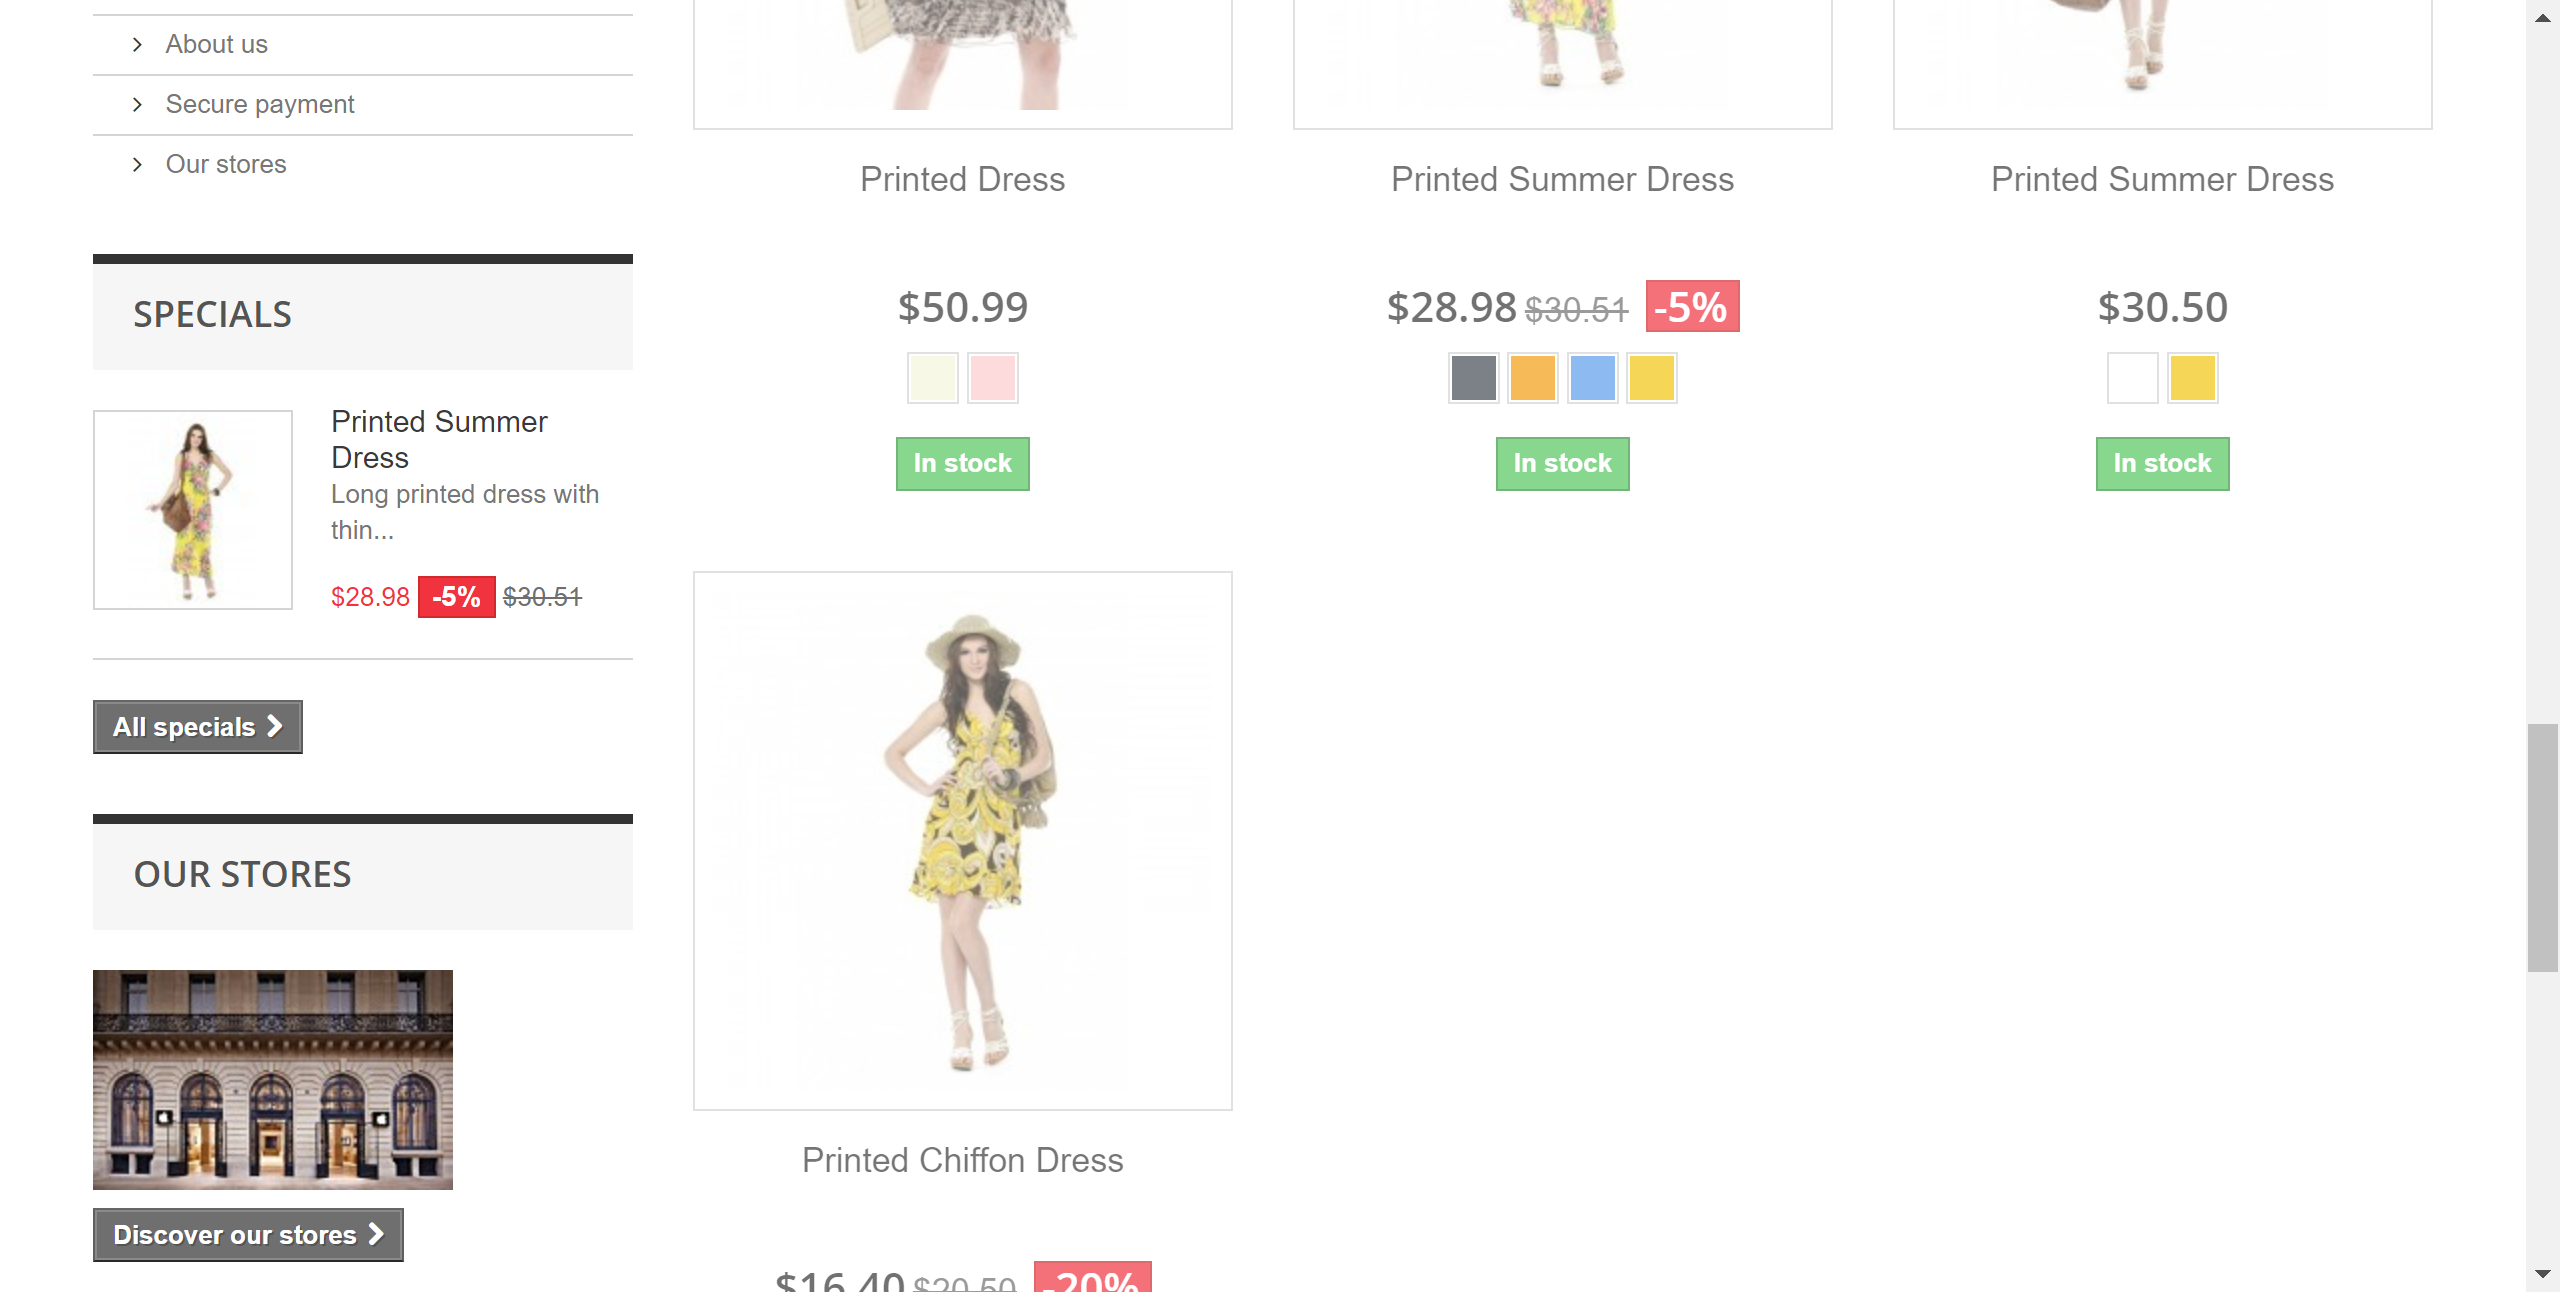 About us
Secure payment
Our stores
SPECIALS
Printed Summer
Dress
Long printed dress with
thin...
$28.98 -5% $30.51
All specials
OUR STORES
Discover our stores
Printed Dress
$50.99
In stock
Printed Summer Dress
$28.98 $30.51 -5%
In stock
Printed Summer Dress
$30.50
In stock
Printed Chiffon Dress
$16.40 $20.50 -20%